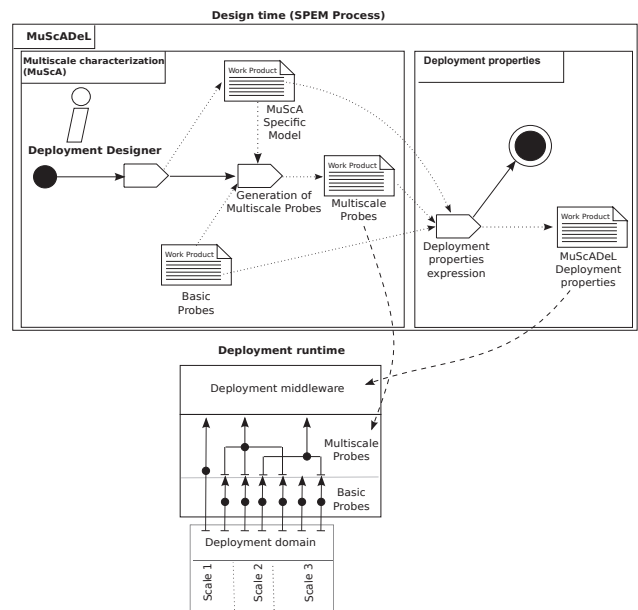 Design time (SPEM Process)
MuScADeL
Multiscale characterization
(MuScA)
Deployment properties
Work Product
MuScA
Specific
Model
Deployment Designer
Work Product
Generation of
Multiscale Probes
Multiscale
Probes
Work Product
Work Product
Basic
Probes
Deployment
properties
expression
MuScADeL
Deployment
properties
Deployment runtime
Deployment middleware
Multiscale
Probes
Basic
Probes
Deployment domain
Scale 1
Scale 2
Scale 3